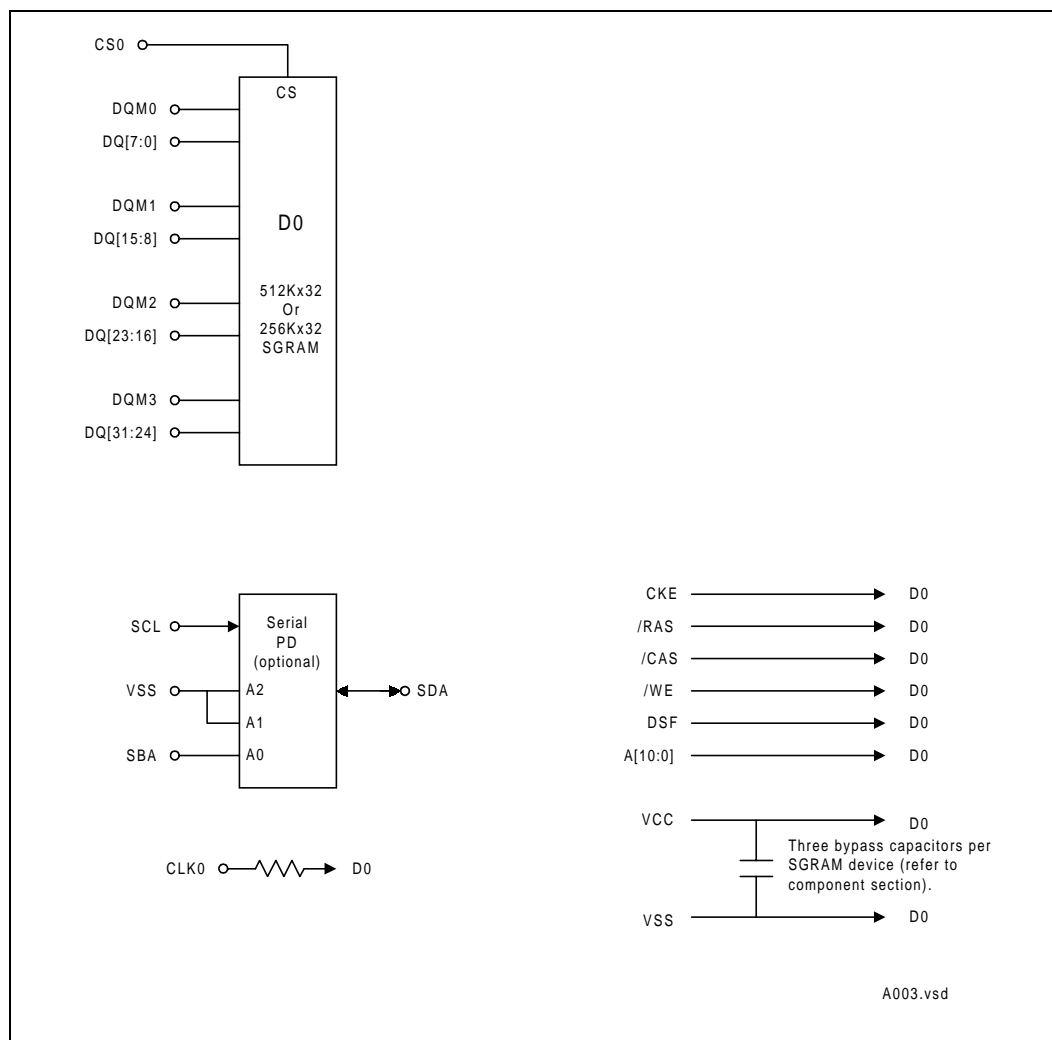 CS0
CS
DQM0
DQ[7:0]
DQM1
DQ[15:8]
D0
DQM2
DQ[23:16]
512Kx32
Or
256Kx32
SGRAM
DQM3
DQ[31:24]
SCL
Serial
PD
(optional)
VSS
A2
A1
SDA
SBA
A0
CLK0
D0
CKE
D0
/RAS
D0
/CAS
D0
/WE
D0
DSF
D0
A[10:0]
D0
VCC
D0
Three bypass capacitors per
SGRAM device (refer to
component section).
VSS
D0
A003.vsd